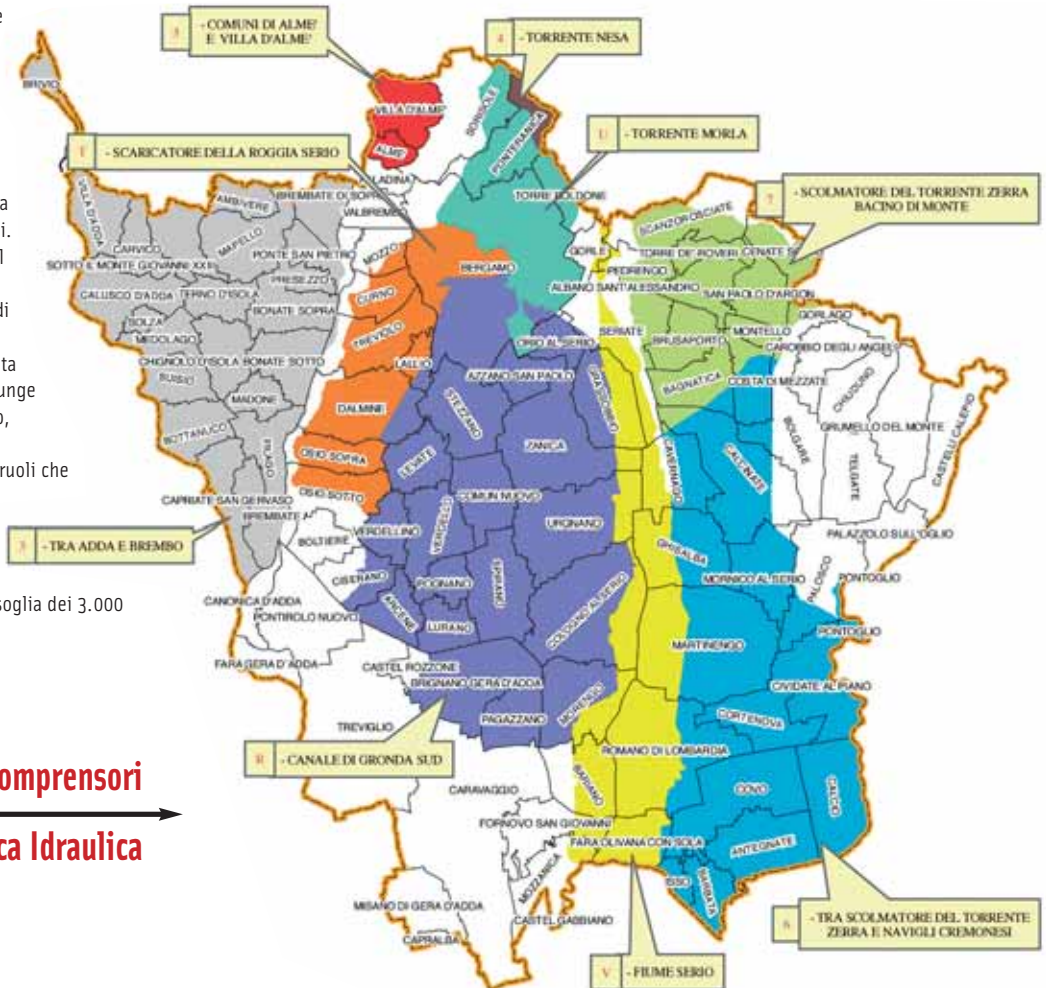 e
a
i.
l
di
ta
unge
o,
ruoli che
soglia dei 3.000
omprensori
ca Idraulica
3 - COMUNI DI ALME'
E VILLA D'ALME'
4 - TORRENTE NESA
U - TORRENTE MORLA
- SCARICATORE DELLA ROGGIA SERIO
7 - SCOLMATORE DEL TORRENTE ZERRA
BACINO DI MONTE
5 - TRA ADDA E BREMBO
R - CANALE DI GRONDA SUD
V - FIUME SERIO
6 - TRA SCOLMATORE DEL TORRENTE
ZERRA E NAVIGLI CREMONESI
BRIVIO
VILLA D'ALME'
ALME'
SORISOLE
PONTERANICA
LADINA
TORRE BOLDONE
VILLA D'ADDA
AMBIVERE
BREMBATE DI SOPR
VALBREMBO
CARVICO
MAPELLO
PONTE SAN PIETRO
MOZZO
SOTTO IL MONTE GIOVANNI XXIII
BERGAMO
GORLE
SCANZOROSCIATE
TORRE DE' ROVERI
CENATE S
PEDRENGO
ALBANO SANT'ALESSANDRO
SAN PAOLO D'ARGON
CALUSCO D'ADDA
TERNO D'ISOLA
PRESEZZO
CURNO
BONATE SOPRA
SOLZA
MEDOLAGO
TREVIOLO
SERIATE
GORLAGO
MONTELLO
CAROBBIO DEGLI ANGELI
CHIGNOLO D'ISOLA
BONATE SOTTO
LALLIO
ORIO AL SERIO
BRUSAPORTO
SUISIO
AZZANO SAN PAOLO
GRASSOBBIO
BAGNATICA
COSTA DI MEZZATE
CHIUDUNO
MADONE
DALMINE
STEZZANO
BOTTANUCO
FILAGO
OSIO SOPRA
LEVATE
ZANICA
CAVERNAGO
CALCINATE
BOLGARE
GRUMELLO DEL MONTE
TELGATE
CASTELLI CALEPIO
CAPRIATE SAN GERVASO
OSIO SOTTO
COMUN NUOVO
BREMBATE
BOLTIERE
VERDELLINO
VERDELLO
URGNANO
PALAZZOLO SULL'OGLIO
CISERANO
POGNANO
SPIRANO
GHISALBA
MORNICO AL SERIO
PALOSCO
PONTOGLIO
CANONICA D'ADDA
PONTIROLO NUOVO
ARCENE
LURANO
COLOGNO AL SERIO
MARTINENGO
PONTOGLIO
FARA GERA D'ADDA
CASTEL ROZZONE
BRIGNANO GERA D'ADDA
MORENGO
CIVIDATE AL PIANO
TREVIGLIO
PAGAZZANO
CORTENOVA
ROMANO DI LOMBARDIA
CARAVAGGIO
BARIANO
COVO
CALCIO
FORNOVO SAN GIOVANNI
FARA OLIVANA CON SOLA
ANTEGNATE
MOZZANICA
ISSO
BARBATA
MISANO DI GERA D'ADDA
CASTEL GABBIANO
CAPRALBA